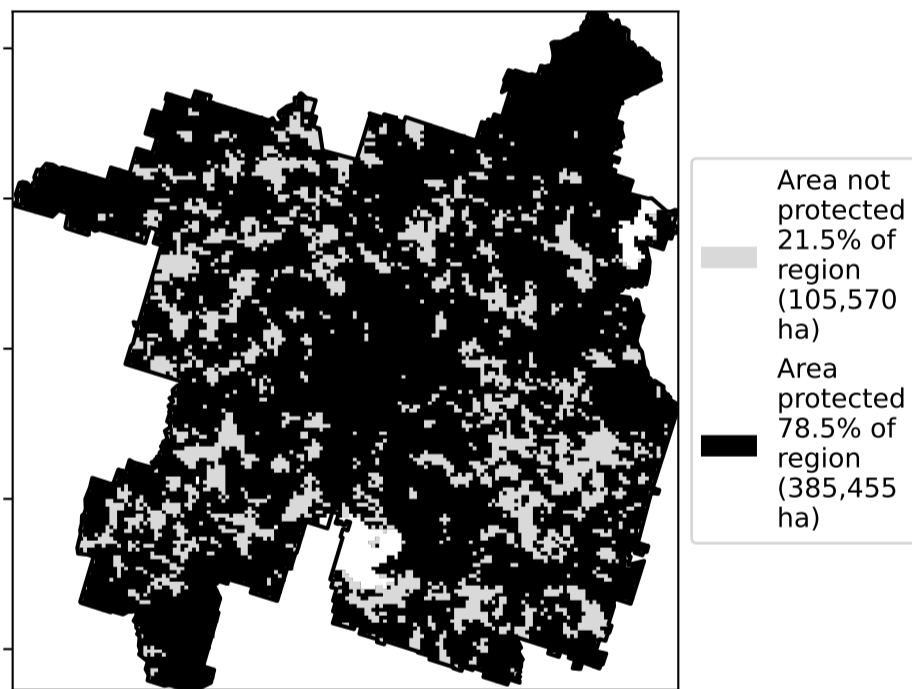 Area not
protected
21.5% of
region
(105,570
ha)
Area
protected
78.5% of
region
(385,455
ha)